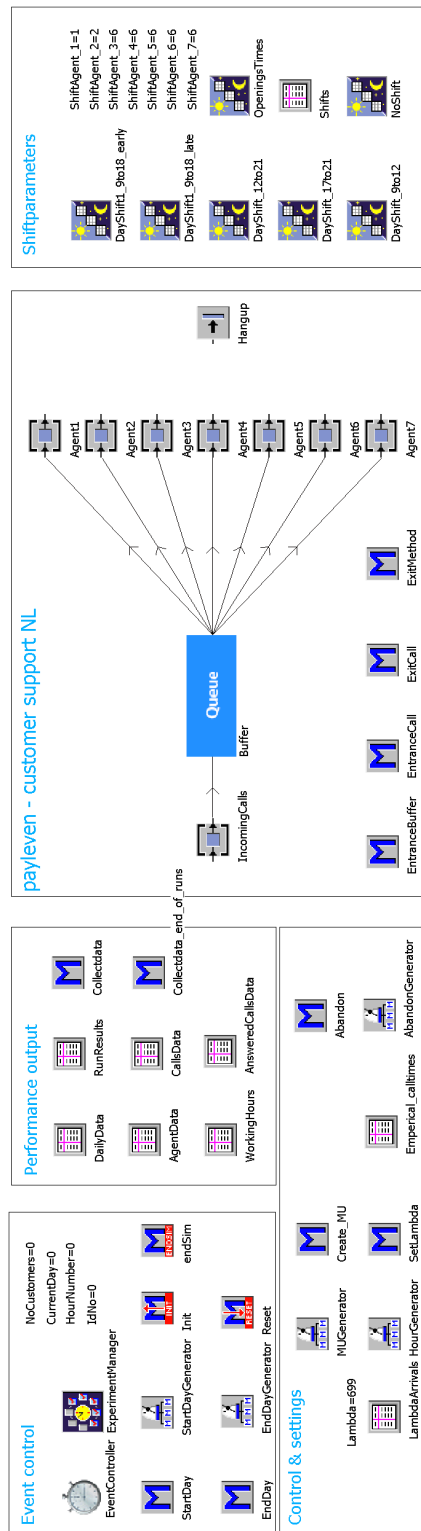 Event control
NoCustomers=0
CurrentDay=0
HourNumber=0
IdNo=0
EventController
ExperimentManager
StartDay
StartDayGenerator
INIT
Init
ENDSIM
endSim
EndDay
EndDayGenerator
RESET
Reset
Performance output
DailyData
RunResults
Collectdata
AgentData
CallsData
Collectdata_end_of_runs
WorkingHours
AnsweredCallsData
Control & settings
Lambda=699
MUGenerator
Create_MU
Abandon
LambdaArrivals
HourGenerator
SetLambda
Emperical_calltimes
AbandonGenerator
payleven - customer support NL
IncomingCalls
Queue
Buffer
Agent1
Agent2
Agent3
Agent4
Agent5
Agent6
Agent7
Hangup
EntranceBuffer
EntranceCall
ExitCall
ExitMethod
Shiftparameters
ShiftAgent_1=1
ShiftAgent_2=2
ShiftAgent_3=6
ShiftAgent_4=6
ShiftAgent_5=6
ShiftAgent_6=6
ShiftAgent_7=6
DayShift1_9to18_early
DayShift1_9to18_late
DayShift_12to21
OpeningsTimes
DayShift_17to21
Shifts
DayShift_9to12
NoShift